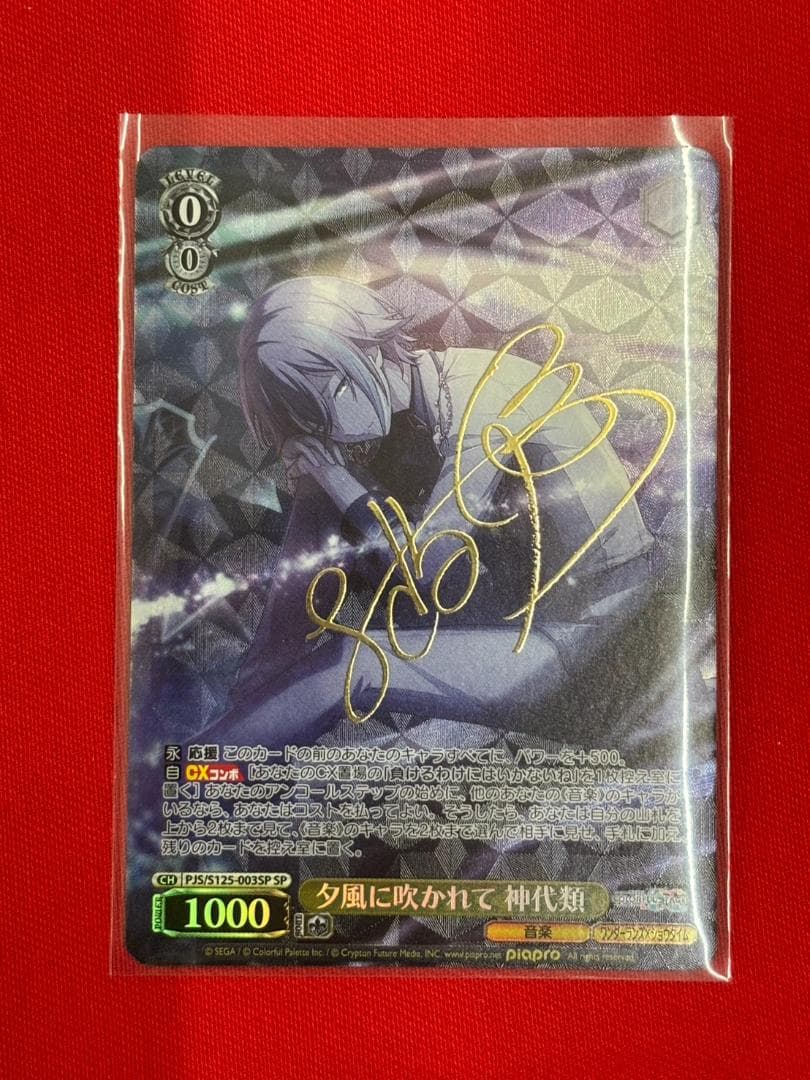 LEVEL
0
0
COST
永 応援 このカードの前のあなたのキャラすべてに、パワーを+500。
自 CXコンボ ［あなたのCX置場の「負けるわけにはいかないね」を1枚控え室に
置く］ あなたのアンコールステップの始めに、他のあなたの《音楽》のキャラが
いるなら、あなたはコストを払ってよい。そうしたら、あなたは自分の山札を
上から2枚まで見て、《音楽》のキャラを2枚まで選んで相手に見せ、手札に加え、
残りのカードを控え室に置く。
CH PJS/S125-003SP SP
POWER 1000
SOUL
夕風に吹かれて 神代類
音楽 ワンダーランズ×ショウタイム
© SEGA / © Colorful Palette Inc. / © Crypton Future Media, INC. www.piapro.net piapro All rights reserved.